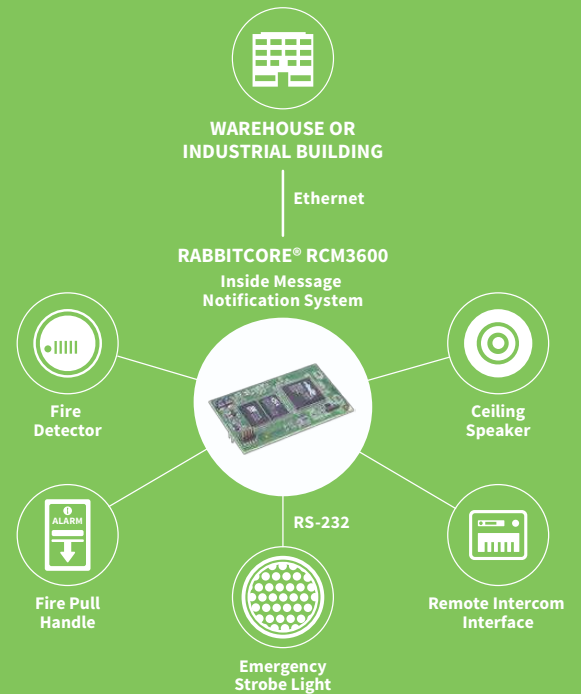 WAREHOUSE OR
INDUSTRIAL BUILDING
Ethernet
RABBITCORE® RCM3600
Inside Message
Notification System
Fire
Detector
Ceiling
Speaker
RS-232
ALARM
Fire Pull
Handle
Remote Intercom
Interface
Emergency
Strobe Light